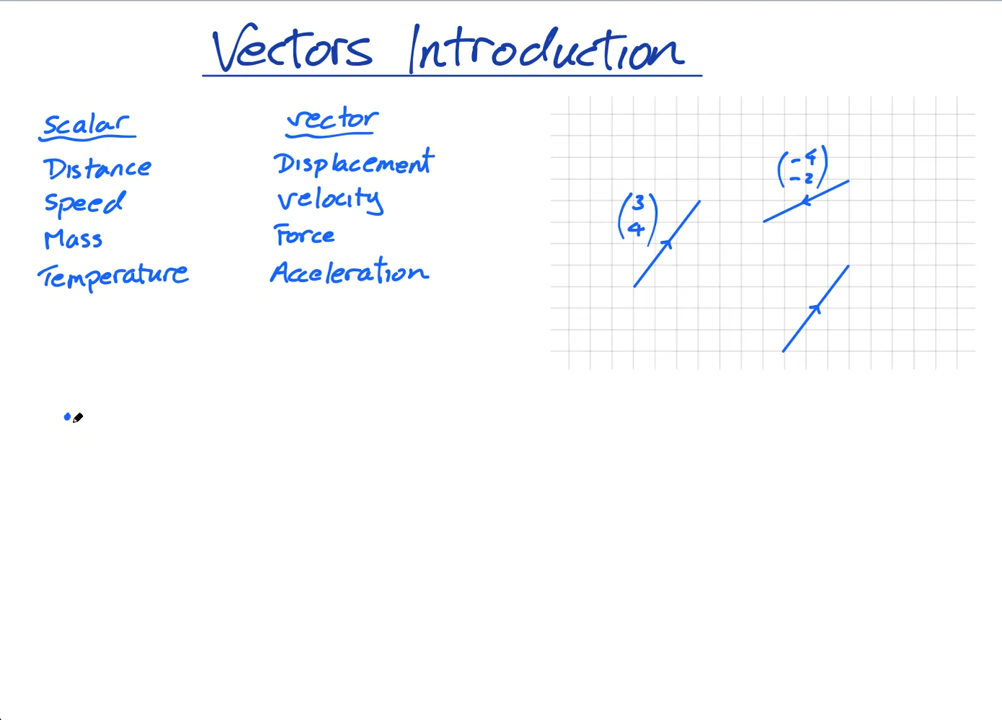 Vectors Introduction
scalar vector
Distance Displacement
Speed velocity
Mass Force
Temperature Acceleration
(3
4)
(-4
-2)